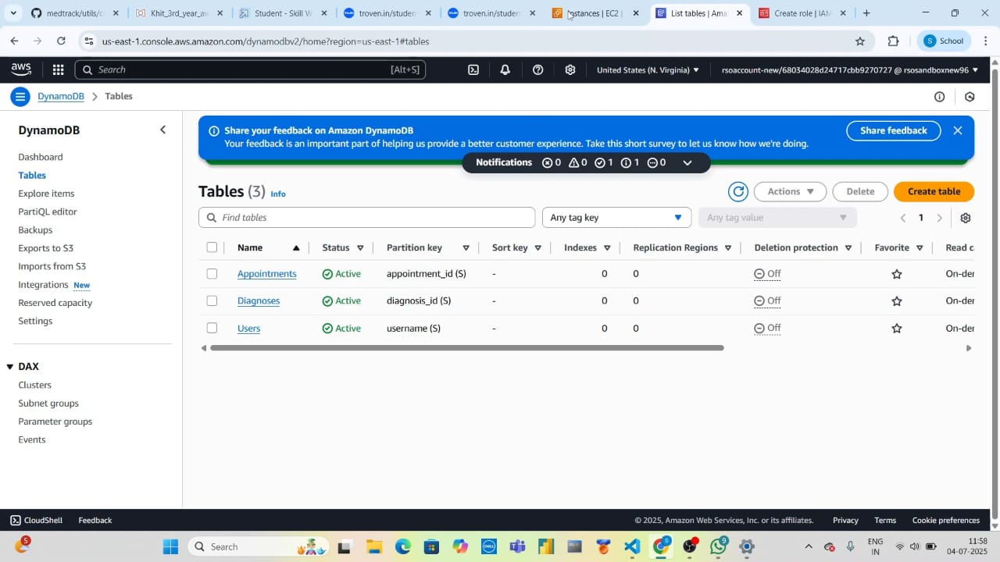 medtrack/utils/c
Khit_3rd_year_aw
Student - Skill W
troven.in/studen
troven.in/studen
Instances | EC2 |
List tables | Ama
Create role | IAM
us-east-1.console.aws.amazon.com/dynamodbv2/home?region=us-east-1#tables
S School
aws Search [Alt+S] United States (N. Virginia) rsoaccount-new/68034028d24717cbb9270727 @ rsosandboxnew96
DynamoDB > Tables
DynamoDB
Dashboard
Tables
Explore items
PartiQL editor
Backups
Exports to S3
Imports from S3
Integrations New
Reserved capacity
Settings
DAX
Clusters
Subnet groups
Parameter groups
Events
Share your feedback on Amazon DynamoDB
Your feedback is an important part of helping us provide a better customer experience. Take this short survey to let us know how we're doing.
Share feedback
Notifications 0 0 1 1 0
Tables (3) Info
Actions Delete Create table
Find tables Any tag key Any tag value 1
Name Status Partition key Sort key Indexes Replication Regions Deletion protection Favorite Read c
Appointments Active appointment_id (S) - 0 0 Off On-der
Diagnoses Active diagnosis_id (S) - 0 0 Off On-der
Users Active username (S) - 0 0 Off On-der
CloudShell Feedback © 2025, Amazon Web Services, Inc. or its affiliates. Privacy Terms Cookie preferences
5 Search DELL 5 9 ENG 11:58
IN 04-07-2025